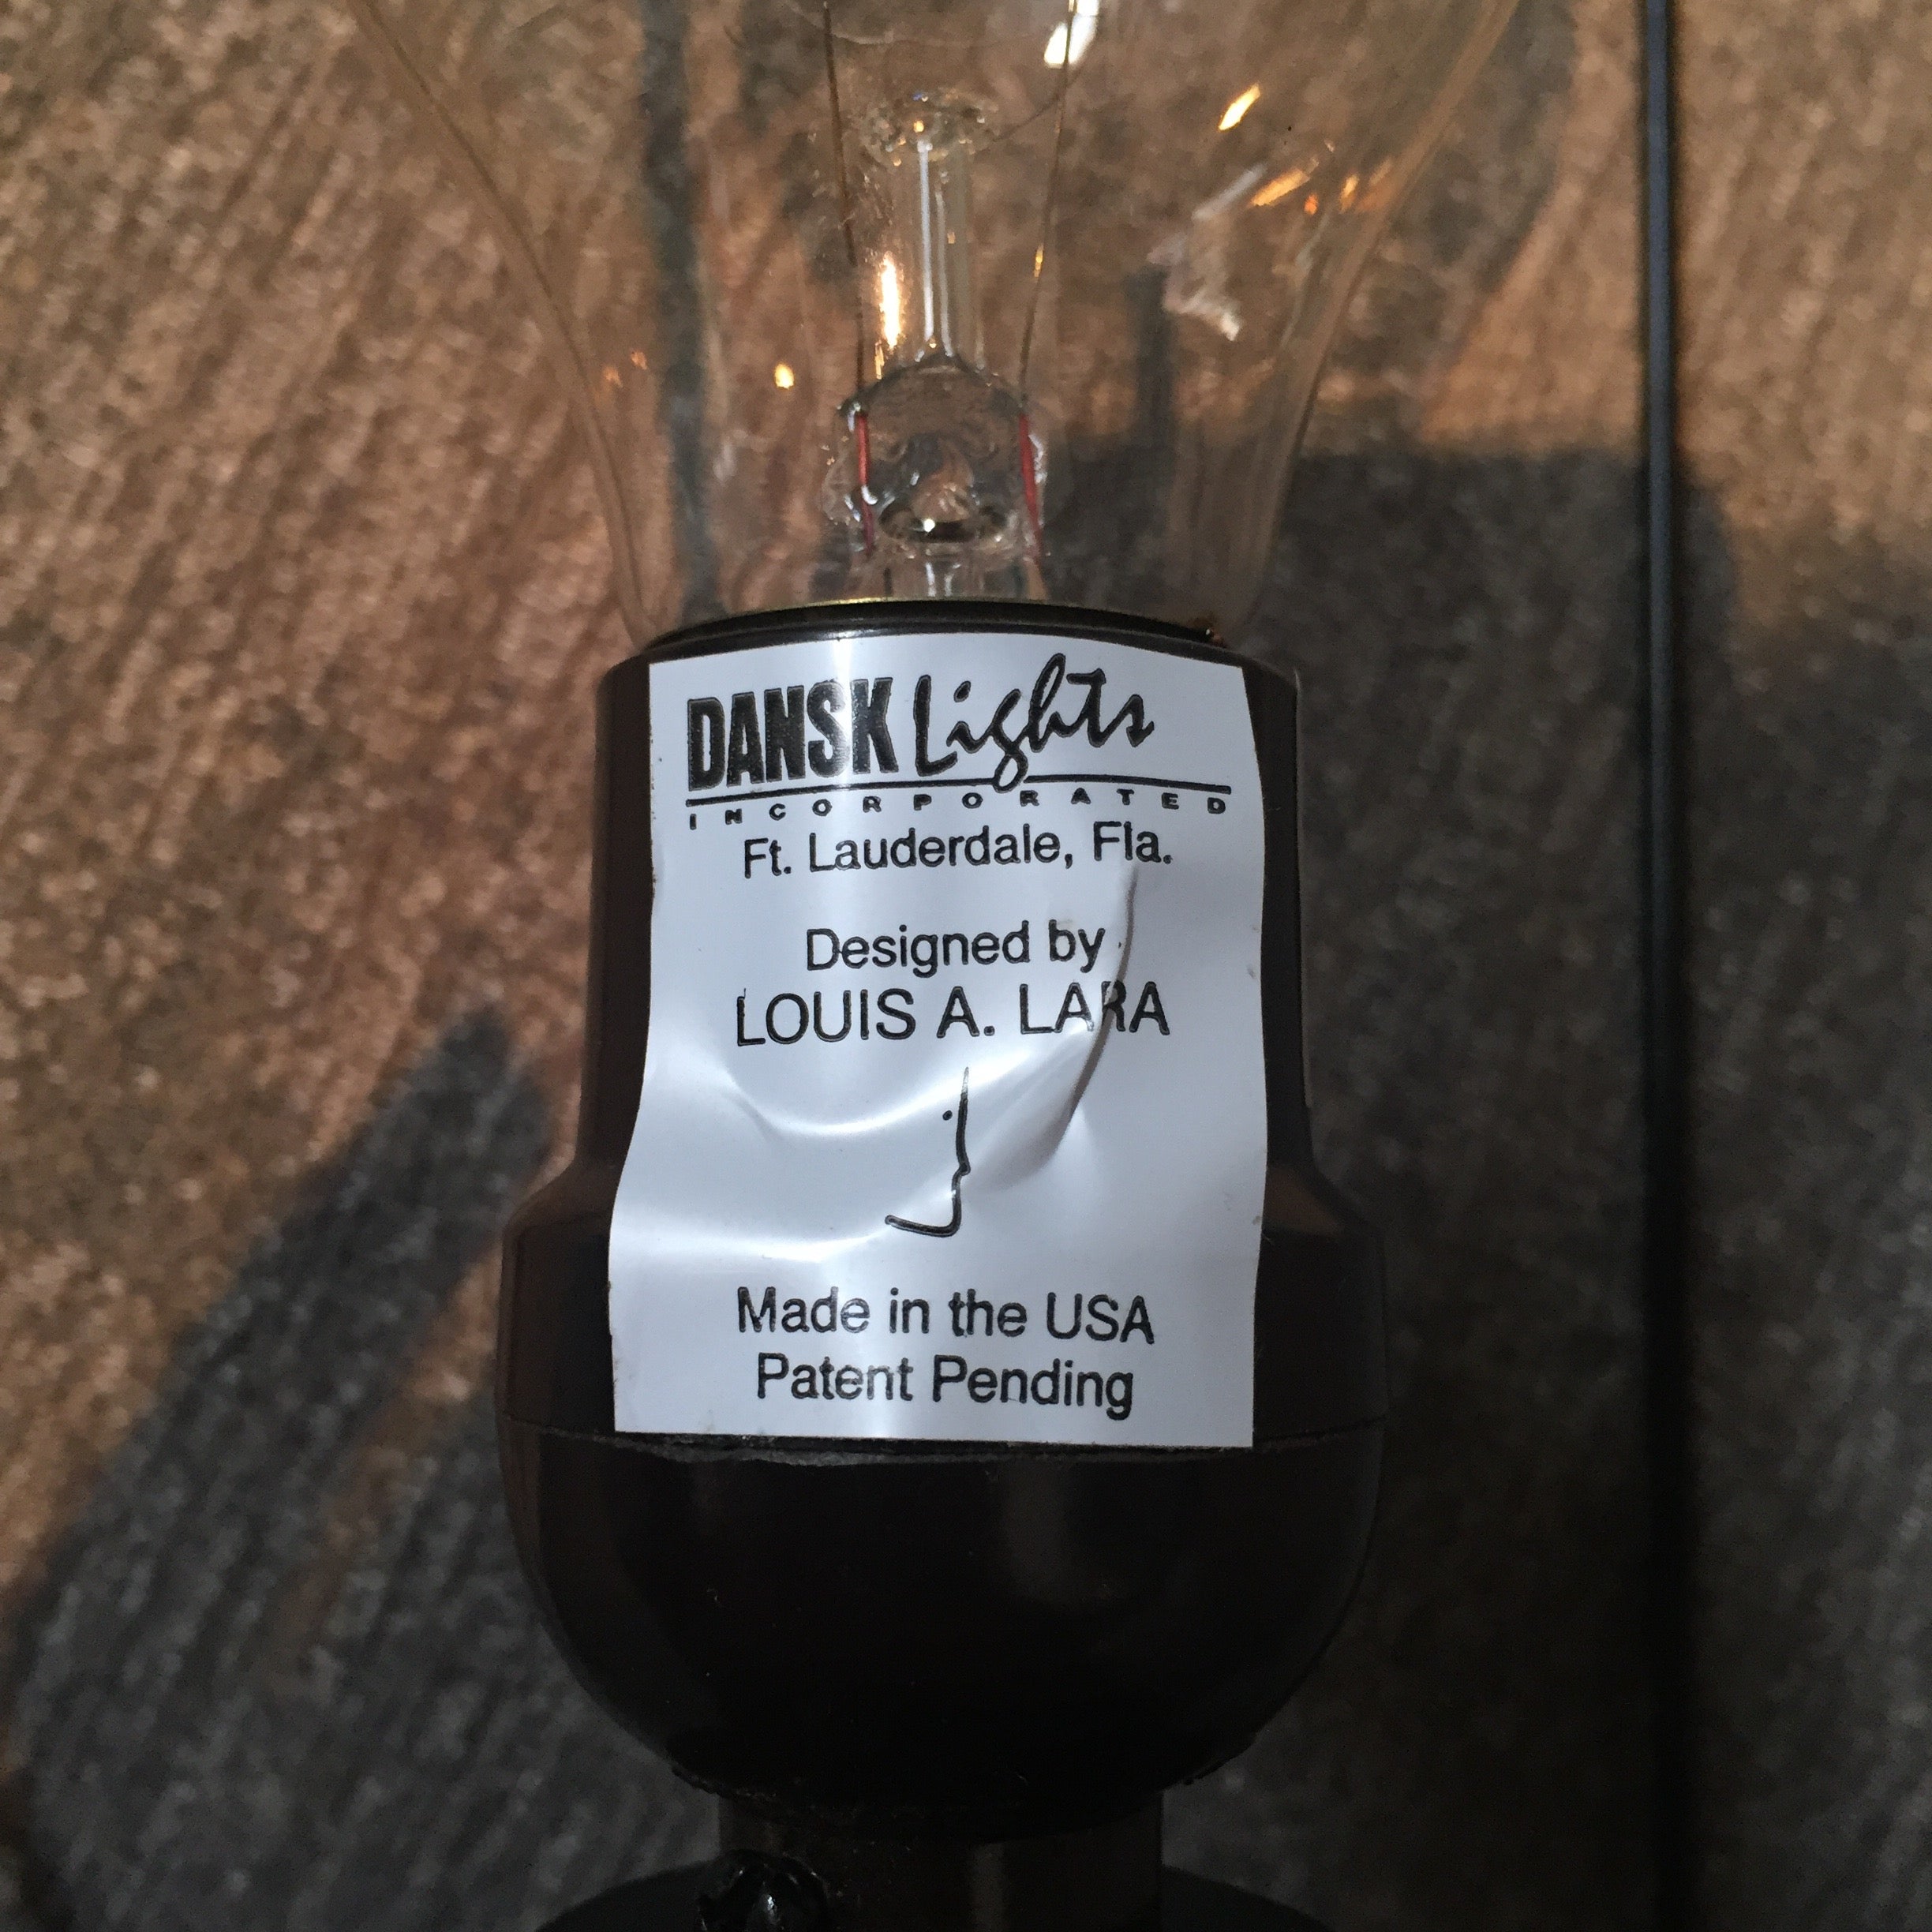 DANSK Lights
INCORPORATED
Ft. Lauderdale, Fla.
Designed by
LOUIS A. LARA
Made in the USA
Patent Pending